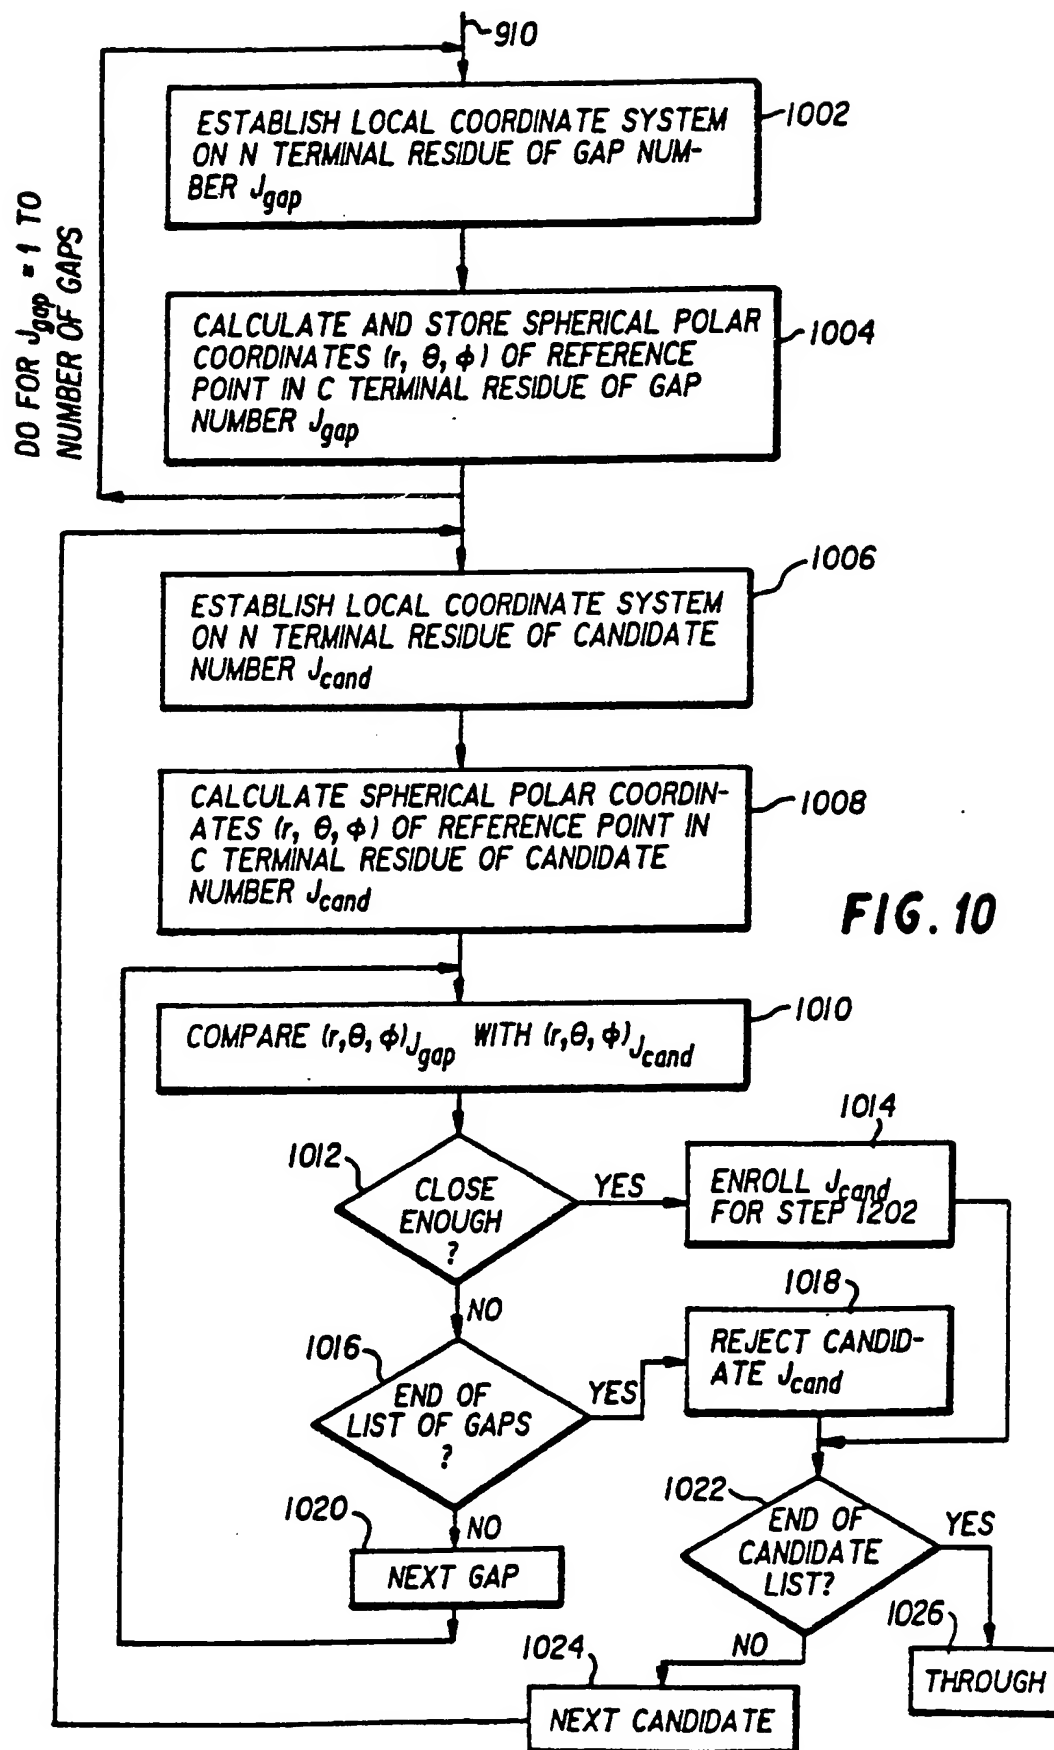 910
ESTABLISH LOCAL COORDINATE SYSTEM
ON N TERMINAL RESIDUE OF GAP NUM-
BER Jgap
1002
DO FOR Jgap = 1 TO
NUMBER OF GAPS
CALCULATE AND STORE SPHERICAL POLAR
COORDINATES (r, θ, ϕ) OF REFERENCE
POINT IN C TERMINAL RESIDUE OF GAP
NUMBER Jgap
1004
ESTABLISH LOCAL COORDINATE SYSTEM
ON N TERMINAL RESIDUE OF CANDIDATE
NUMBER Jcand
1006
CALCULATE SPHERICAL POLAR COORDIN-
ATES (r, θ, ϕ) OF REFERENCE POINT IN
C TERMINAL RESIDUE OF CANDIDATE
NUMBER Jcand
1008
FIG. 10
COMPARE (r,θ, ϕ)Jgap WITH (r,θ, ϕ)Jcand
1010
1012
CLOSE
ENOUGH
?
YES
1014
ENROLL Jcand
FOR STEP 1202
NO
1016
END OF
LIST OF GAPS
?
YES
1018
REJECT CANDID-
ATE Jcand
NO
1020
NEXT GAP
1022
END OF
CANDIDATE
LIST?
YES
1026
THROUGH
NO
1024
NEXT CANDIDATE